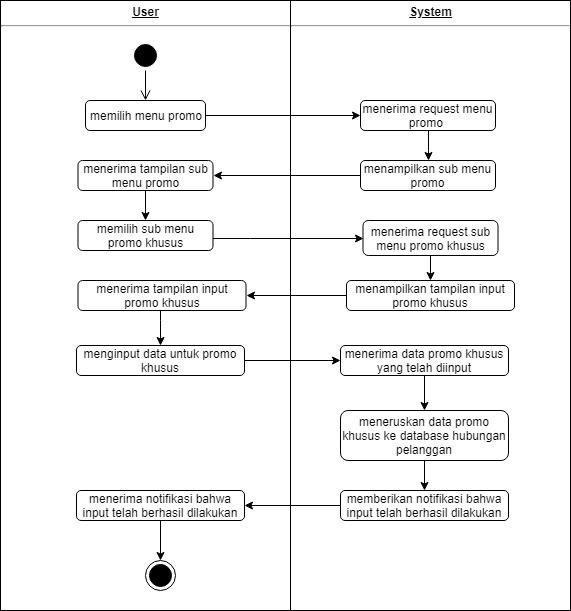 User
System
memilih menu promo
menerima request menu
promo
menerima tampilan sub
menu promo
menampilkan sub menu
promo
memilih sub menu
promo khusus
menerima request sub
menu promo khusus
menerima tampilan input
promo khusus
menampilkan tampilan input
promo khusus
menginput data untuk promo
khusus
menerima data promo khusus
yang telah diinput
meneruskan data promo
khusus ke database hubungan
pelanggan
menerima notifikasi bahwa
input telah berhasil dilakukan
memberikan notifikasi bahwa
input telah berhasil dilakukan